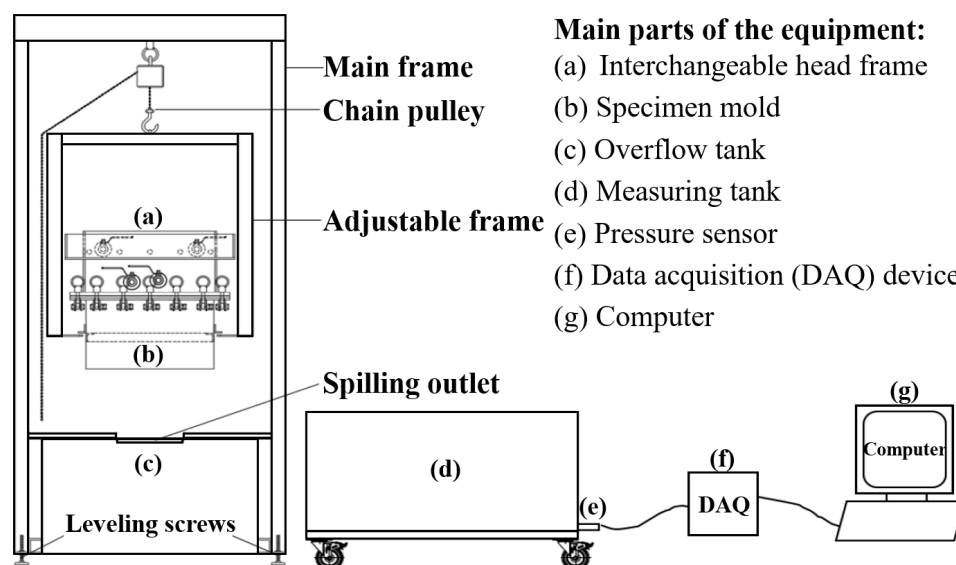 Main parts of the equipment:
(a) Interchangeable head frame
(b) Specimen mold
(c) Overflow tank
(d) Measuring tank
(e) Pressure sensor
(f) Data acquisition (DAQ) device
(g) Computer
Main frame
Chain pulley
(a)
Adjustable frame
(b)
Spilling outlet
(c)
Leveling screws
(d)
(e)
(f)
DAQ
(g)
Computer